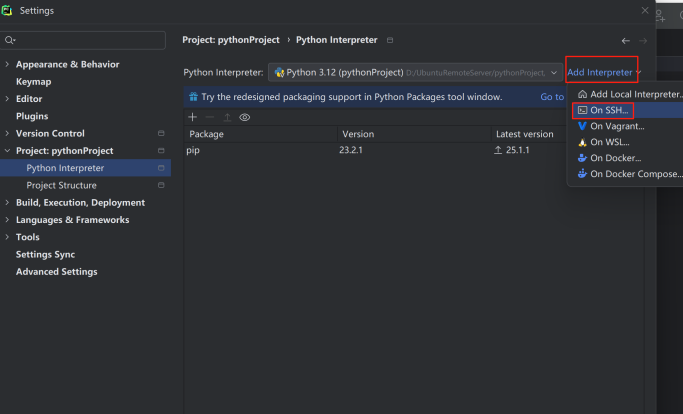 Settings
Project: pythonProject › Python Interpreter
Appearance & Behavior
Keymap
Editor
Plugins
Version Control
Project: pythonProject
Python Interpreter
Project Structure
Build, Execution, Deployment
Languages & Frameworks
Tools
Settings Sync
Advanced Settings
Python Interpreter: Python 3.12 (pythonProject) D:/UbuntuRemoteServer/pythonProject, Add Interpreter
Try the redesigned packaging support in Python Packages tool window. Go to
Package Version Latest version
pip 23.2.1 25.1.1
Add Local Interpreter..
On SSH...
On Vagrant...
On WSL...
On Docker...
On Docker Compose...